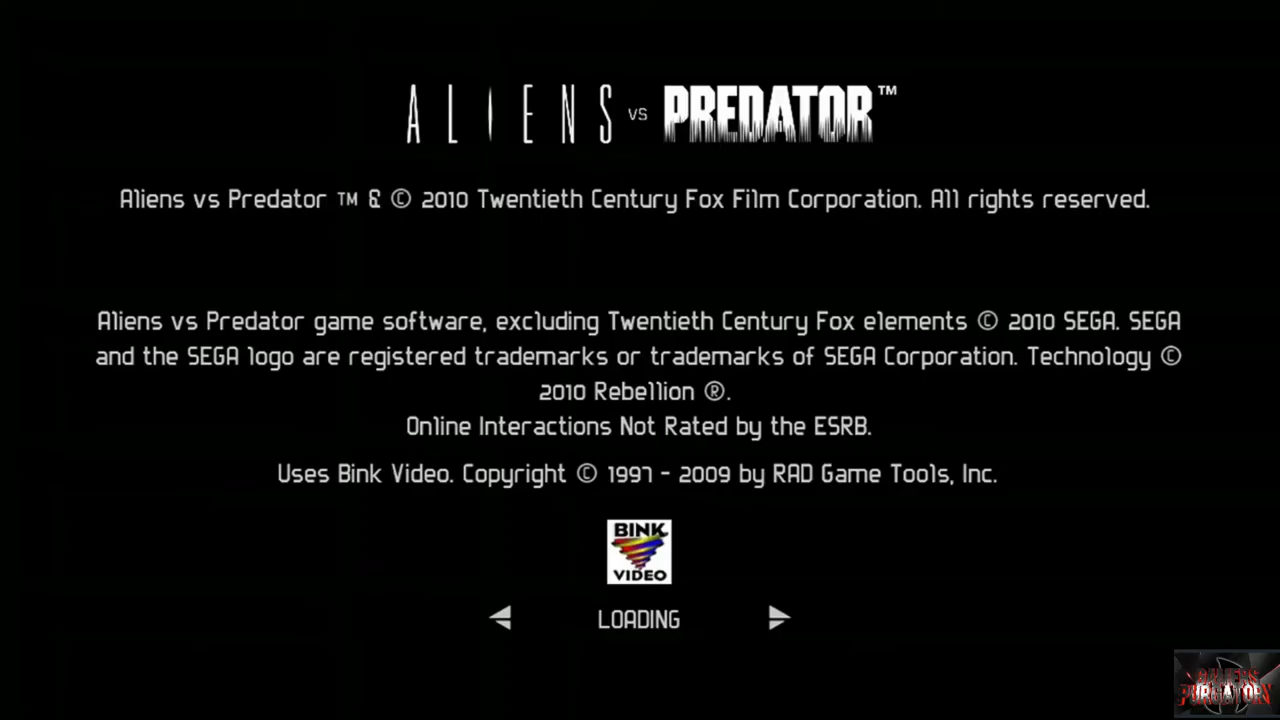 ALIENS VS PREDATOR™
Aliens vs Predator ™ & © 2010 Twentieth Century Fox Film Corporation. All rights reserved.
Aliens vs Predator game software, excluding Twentieth Century Fox elements © 2010 SEGA. SEGA
and the SEGA logo are registered trademarks or trademarks of SEGA Corporation. Technology ©
2010 Rebellion ®.
Online Interactions Not Rated by the ESRB.
Uses Bink Video. Copyright © 1997 - 2009 by RAD Game Tools, Inc.
BINK
VIDEO
LOADING
PURGATORY